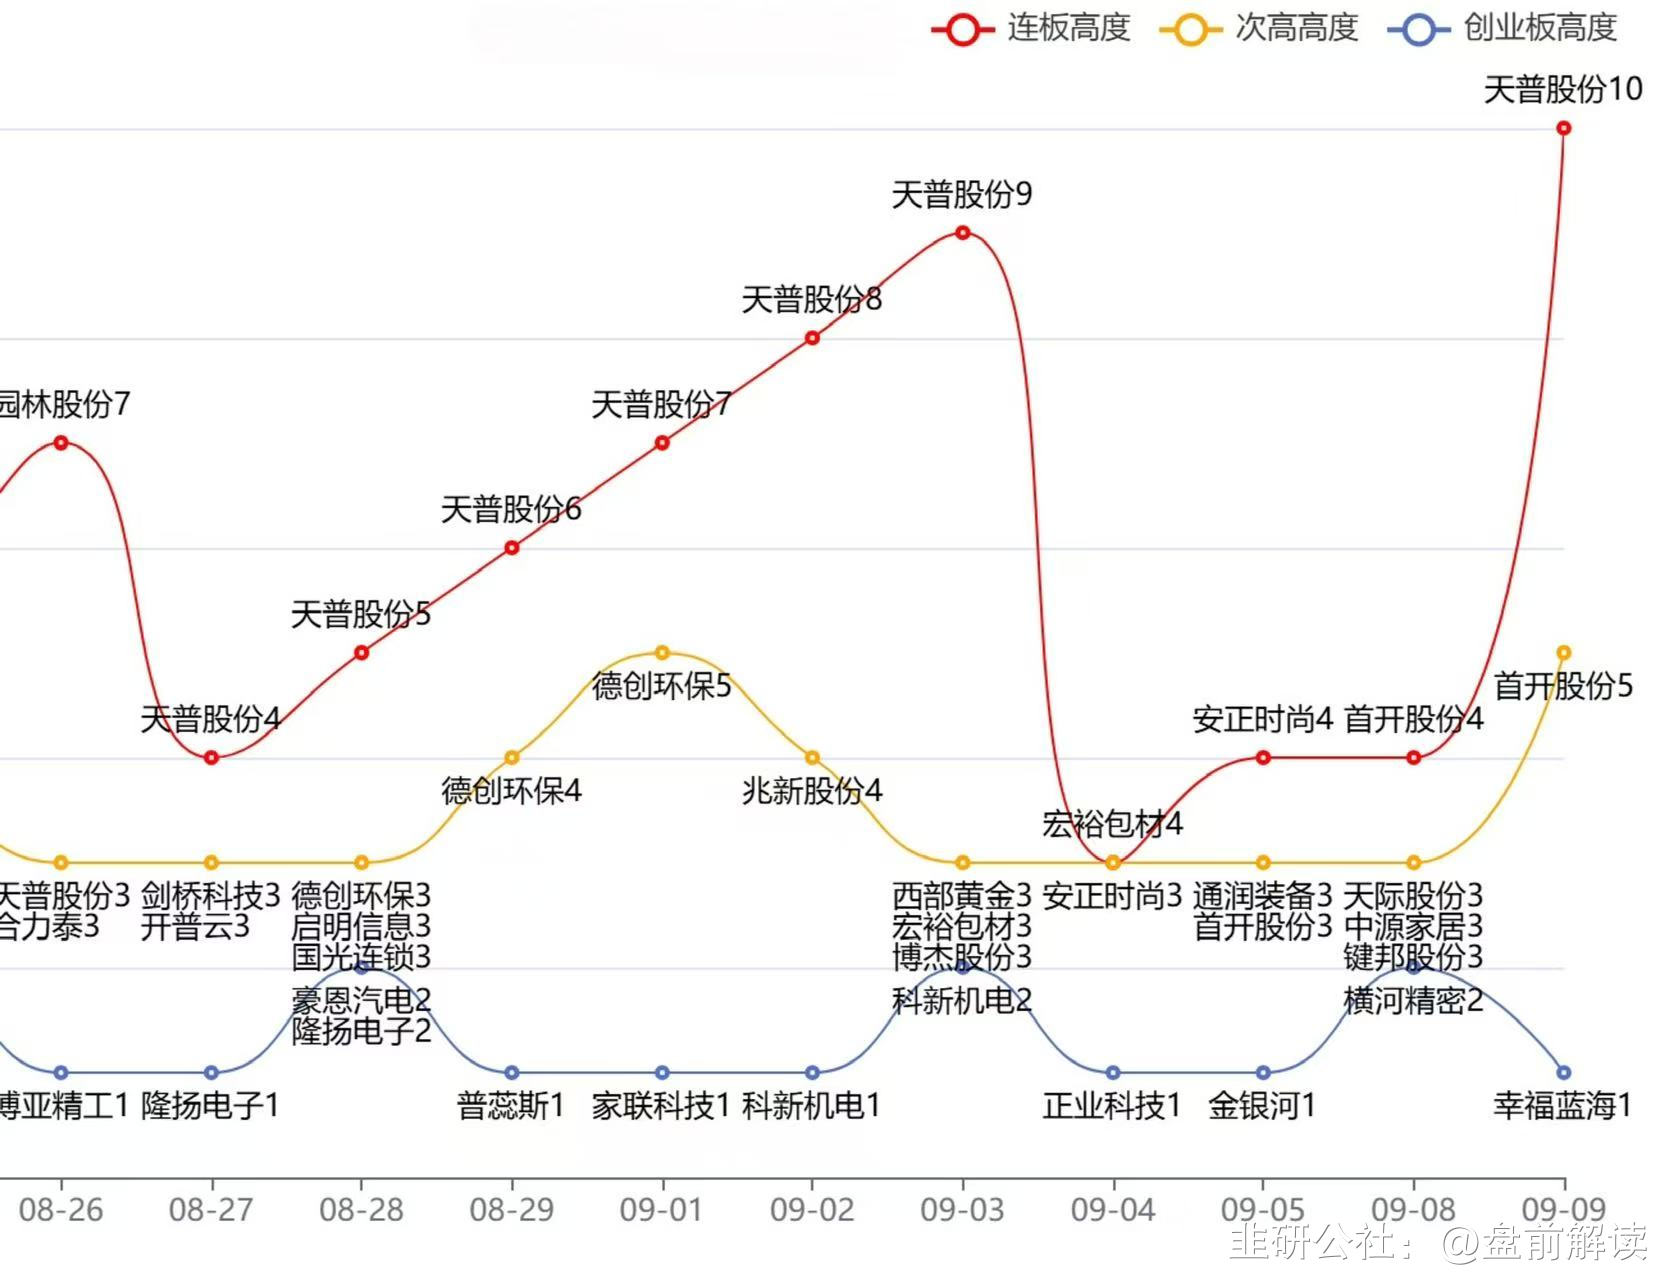 连板高度 次高高度 创业板高度
天普股份10
天普股份9
天普股份8
园林股份7
天普股份7
天普股份6
天普股份5
首开股份5
德创环保5
天普股份4
安正时尚4
首开股份4
德创环保4
兆新股份4
宏裕包材4
天普股份3
合力泰3
剑桥科技3
开普云3
德创环保3
启明信息3
国光连锁3
豪恩汽电2
隆扬电子2
西部黄金3
宏裕包材3
博杰股份3
科新机电2
安正时尚3
通润装备3
首开股份3
天际股份3
中源家居3
键邦股份3
横河精密2
博亚精工1
隆扬电子1
普蕊斯1
家联科技1
科新机电1
正业科技1
金银河1
幸福蓝海1
08-26 08-27 08-28 08-29 09-01 09-02 09-03 09-04 09-05 09-08 09-09
韭研公社：@盘前解读